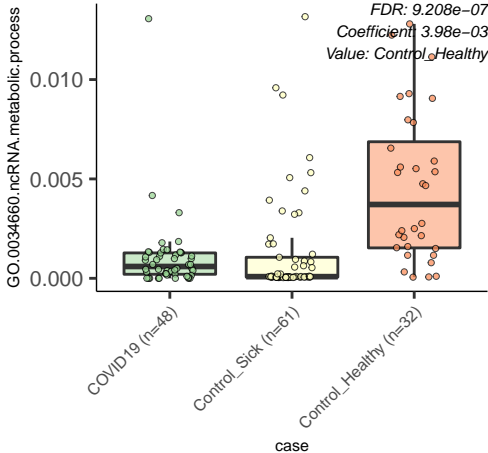 FDR: 9.208e−07
Coefficient: 3.98e−03
Value: Control_Healthy
GO.0034660.ncRNA.metabolic.process
0.010
0.005
0.000
COVID19 (n=48)
Control_Sick (n=61)
Control_Healthy (n=32)
case